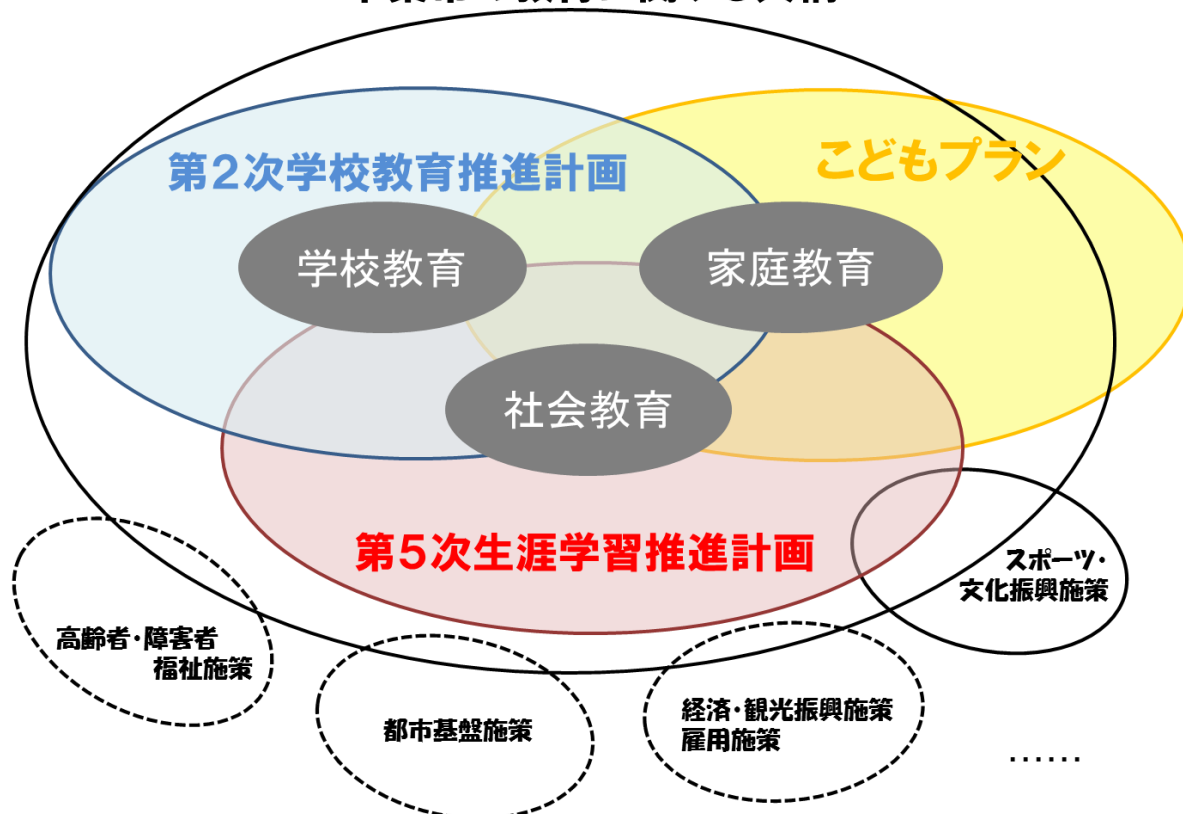 第2次学校教育推進計画
こどもプラン
学校教育
家庭教育
社会教育
第5次生涯学習推進計画
スポーツ・
文化振興施策
高齢者・障害者
福祉施策
都市基盤施策
経済・観光振興施策
雇用施策
……